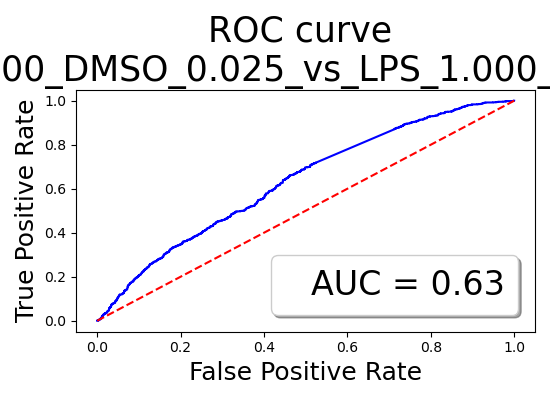 ROC curve
00_DMSO_0.025_vs_LPS_1.000_
True Positive Rate
1.0
0.8
0.6
0.4
0.2
0.0
AUC = 0.63
0.0 0.2 0.4 0.6 0.8 1.0
False Positive Rate